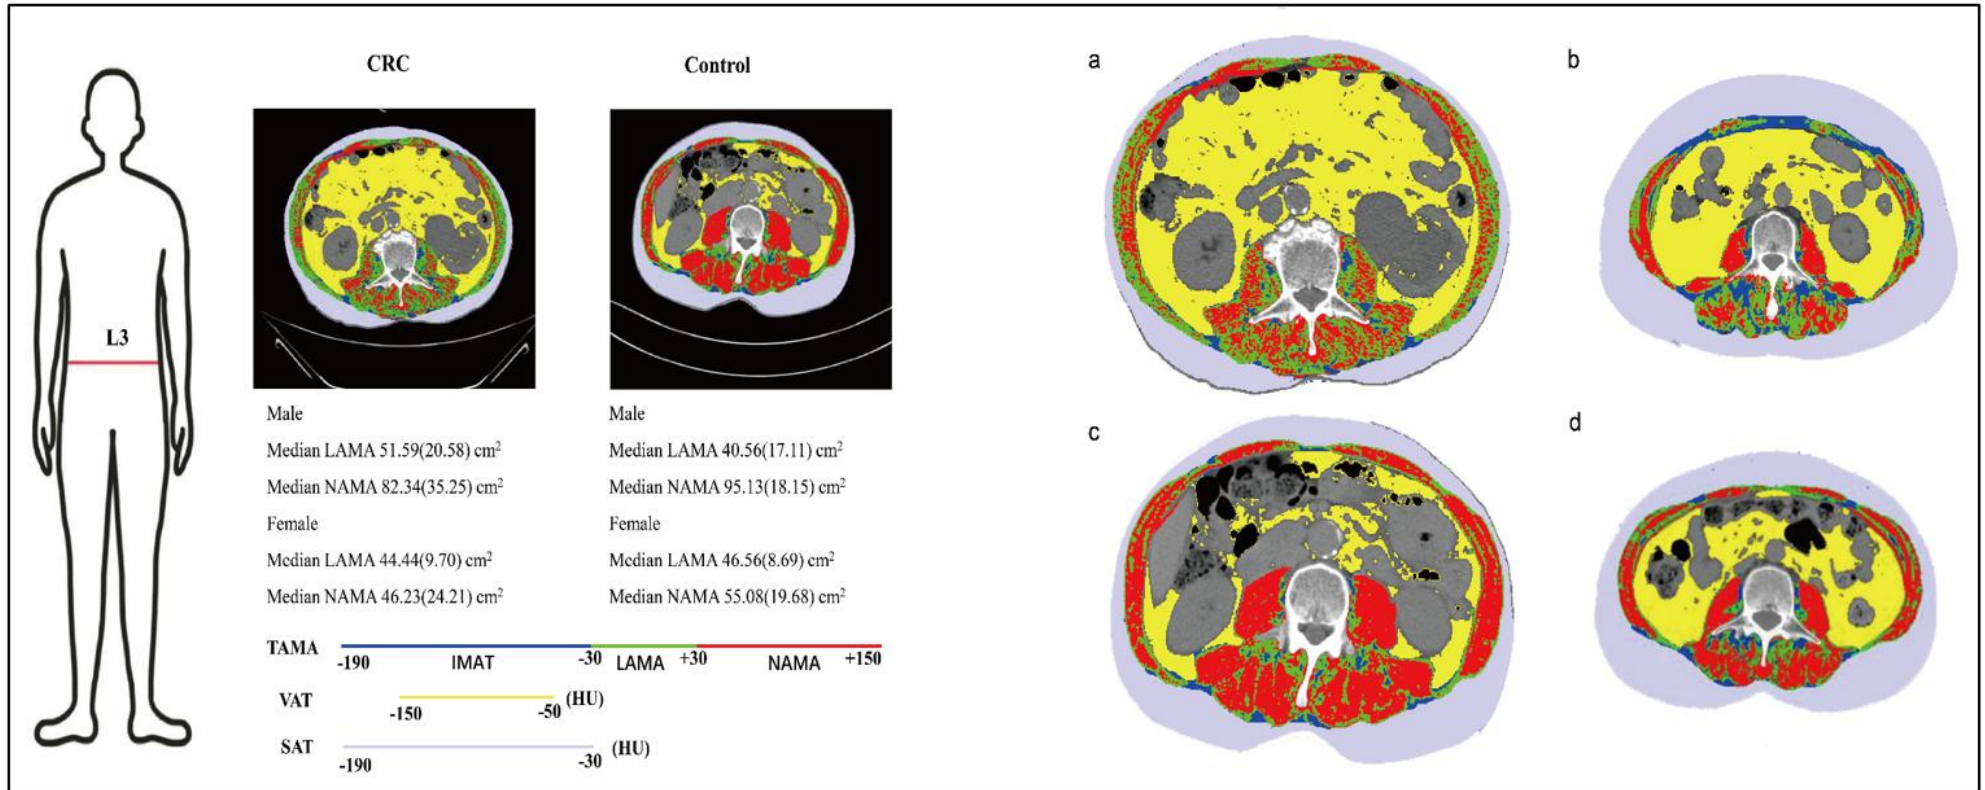 CRC
Control
L3
Male
Median LAMA 51.59(20.58) cm²
Median NAMA 82.34(35.25) cm²
Female
Median LAMA 44.44(9.70) cm²
Median NAMA 46.23(24.21) cm²
Male
Median LAMA 40.56(17.11) cm²
Median NAMA 95.13(18.15) cm²
Female
Median LAMA 46.56(8.69) cm²
Median NAMA 55.08(19.68) cm²
TAMA
-190 IMAT -30 LAMA +30 NAMA +150
VAT
-150 -50 (HU)
SAT
-190 -30 (HU)
a
b
c
d